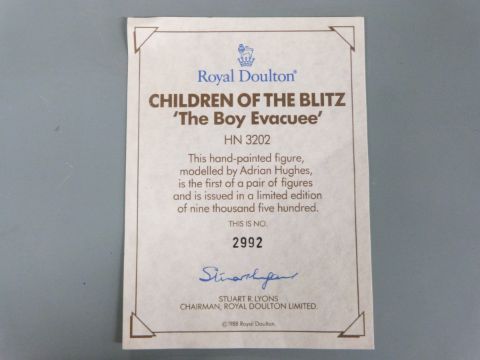 Royal Doulton®
CHILDREN OF THE BLITZ
'The Boy Evacuee'
HN 3202
This hand-painted figure,
modelled by Adrian Hughes,
is the first of a pair of figures
and is issued in a limited edition
of nine thousand five hundred.
THIS IS NO.
2992
Stuart Lyons
STUART R. LYONS
CHAIRMAN, ROYAL DOULTON LIMITED.
© 1988 Royal Doulton.